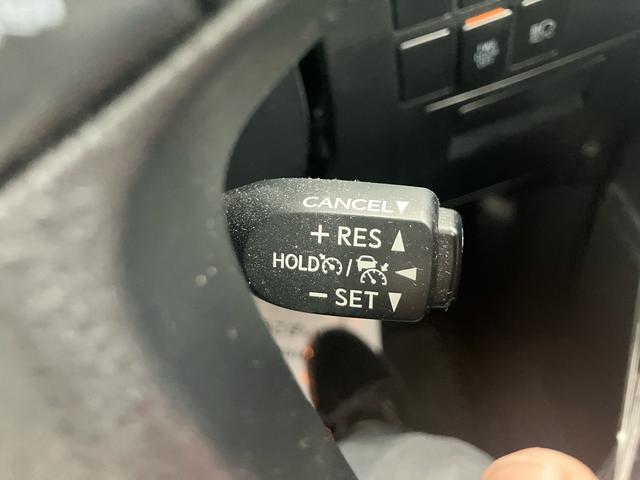 CANCEL▼
+ RES ▲
HOLD / ◀
− SET ▼